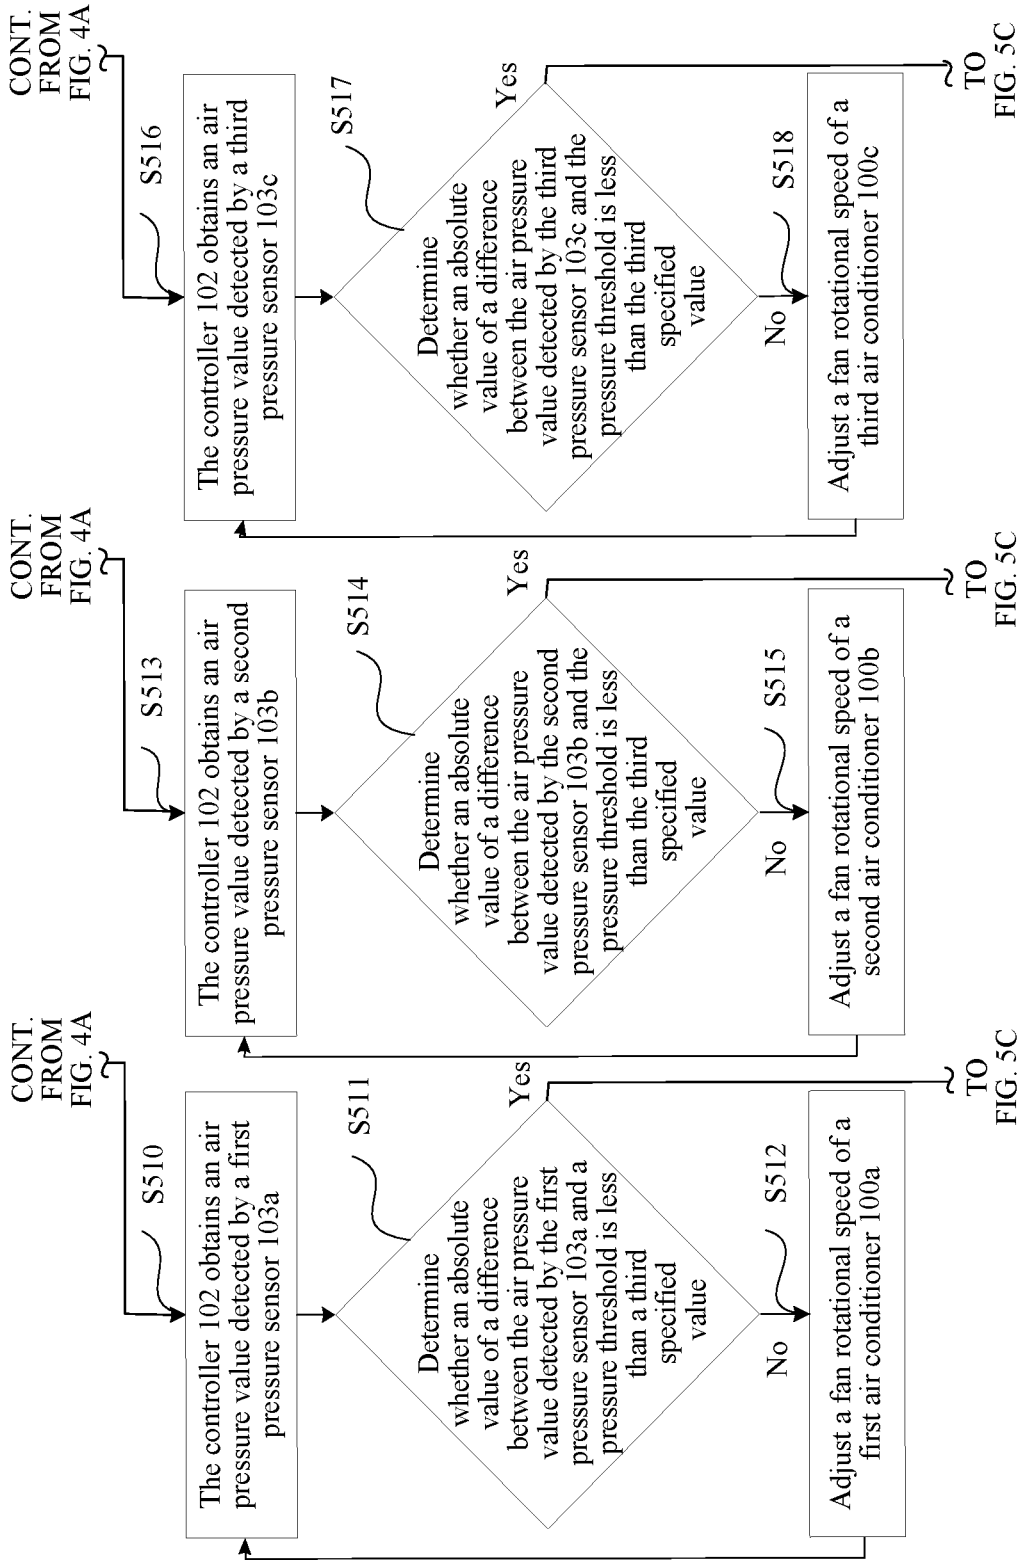 CONT.
FROM
FIG. 4A
S510
The controller 102 obtains an air
pressure value detected by a first
pressure sensor 103a
S511
Determine
whether an absolute
value of a difference
between the air pressure
value detected by the first
pressure sensor 103a and a
pressure threshold is less
than a third
specified
value
Yes
No
S512
Adjust a fan rotational speed of a
first air conditioner 100a
TO
FIG. 5C
CONT.
FROM
FIG. 4A
S513
The controller 102 obtains an air
pressure value detected by a second
pressure sensor 103b
S514
Determine
whether an absolute
value of a difference
between the air pressure
value detected by the second
pressure sensor 103b and the
pressure threshold is less
than the third
specified
value
Yes
No
S515
Adjust a fan rotational speed of a
second air conditioner 100b
TO
FIG. 5C
CONT.
FROM
FIG. 4A
S516
The controller 102 obtains an air
pressure value detected by a third
pressure sensor 103c
S517
Determine
whether an absolute
value of a difference
between the air pressure
value detected by the third
pressure sensor 103c and the
pressure threshold is less
than the third
specified
value
Yes
No
S518
Adjust a fan rotational speed of a
third air conditioner 100c
TO
FIG. 5C